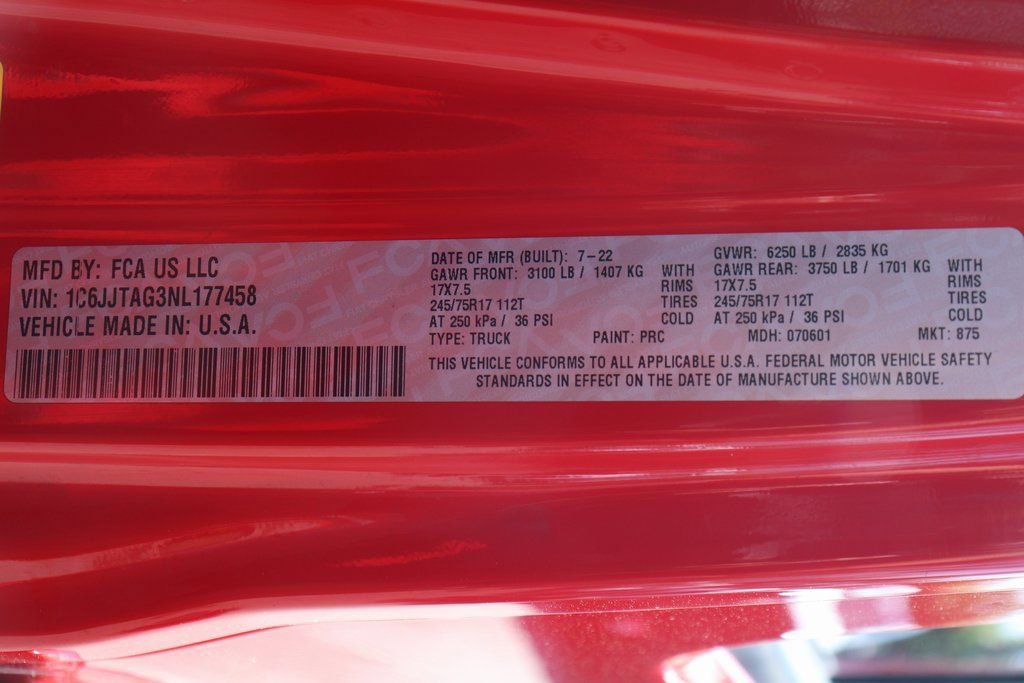 MFD BY: FCA US LLC
VIN: 1C6JJTAG3NL177458
VEHICLE MADE IN: U.S.A.
DATE OF MFR (BUILT): 7-22
GAWR FRONT: 3100 LB / 1407 KG WITH
17X7.5 RIMS
245/75R17 112T TIRES
AT 250 kPa / 36 PSI COLD
GVWR: 6250 LB / 2835 KG
GAWR REAR: 3750 LB / 1701 KG WITH
17X7.5 RIMS
245/75R17 112T TIRES
AT 250 kPa / 36 PSI COLD
TYPE: TRUCK PAINT: PRC MDH: 070601 MKT: 875
THIS VEHICLE CONFORMS TO ALL APPLICABLE U.S.A. FEDERAL MOTOR VEHICLE SAFETY
STANDARDS IN EFFECT ON THE DATE OF MANUFACTURE SHOWN ABOVE.